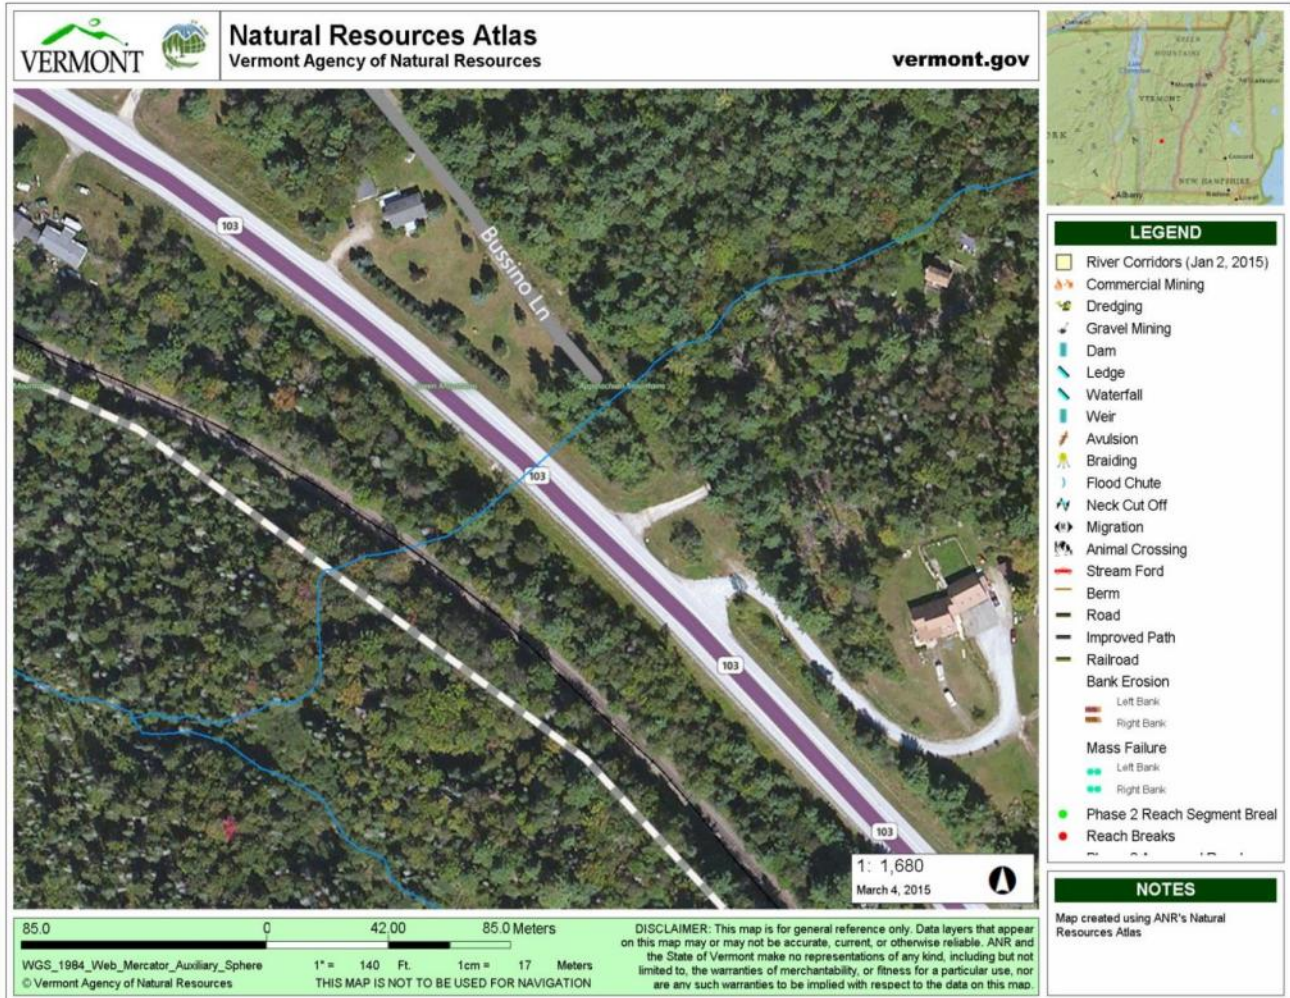 VERMONT
Natural Resources Atlas
Vermont Agency of Natural Resources
vermont.gov
VERMONT
Albany
Concord
NEW HAMPSHIRE
103
Bussino Ln
Appalachian Mountains
103
103
103
1: 1,680
March 4, 2015
LEGEND
River Corridors (Jan 2, 2015)
Commercial Mining
Dredging
Gravel Mining
Dam
Ledge
Waterfall
Weir
Avulsion
Braiding
Flood Chute
Neck Cut Off
Migration
Animal Crossing
Stream Ford
Berm
Road
Improved Path
Railroad
Bank Erosion
Left Bank
Right Bank
Mass Failure
Left Bank
Right Bank
Phase 2 Reach Segment Breal
Reach Breaks
NOTES
Map created using ANR's Natural
Resources Atlas
85.0 0 42.00 85.0 Meters
WGS_1984_Web_Mercator_Auxiliary_Sphere
1" = 140 Ft. 1cm = 17 Meters
© Vermont Agency of Natural Resources
THIS MAP IS NOT TO BE USED FOR NAVIGATION
DISCLAIMER: This map is for general reference only. Data layers that appear
on this map may or may not be accurate, current, or otherwise reliable. ANR and
the State of Vermont make no representations of any kind, including but not
limited to, the warranties of merchantability, or fitness for a particular use, nor
are any such warranties to be implied with respect to the data on this map.